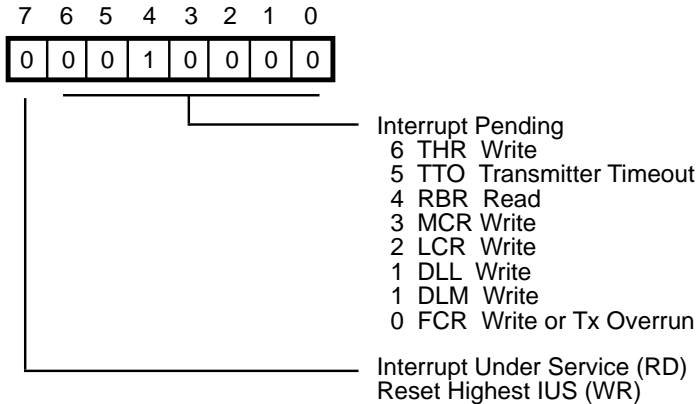 7 6 5 4 3 2 1 0
0 0 0 1 0 0 0 0
Interrupt Pending
6 THR Write
5 TTO Transmitter Timeout
4 RBR Read
3 MCR Write
2 LCR Write
1 DLL Write
1 DLM Write
0 FCR Write or Tx Overrun
Interrupt Under Service (RD)
Reset Highest IUS (WR)